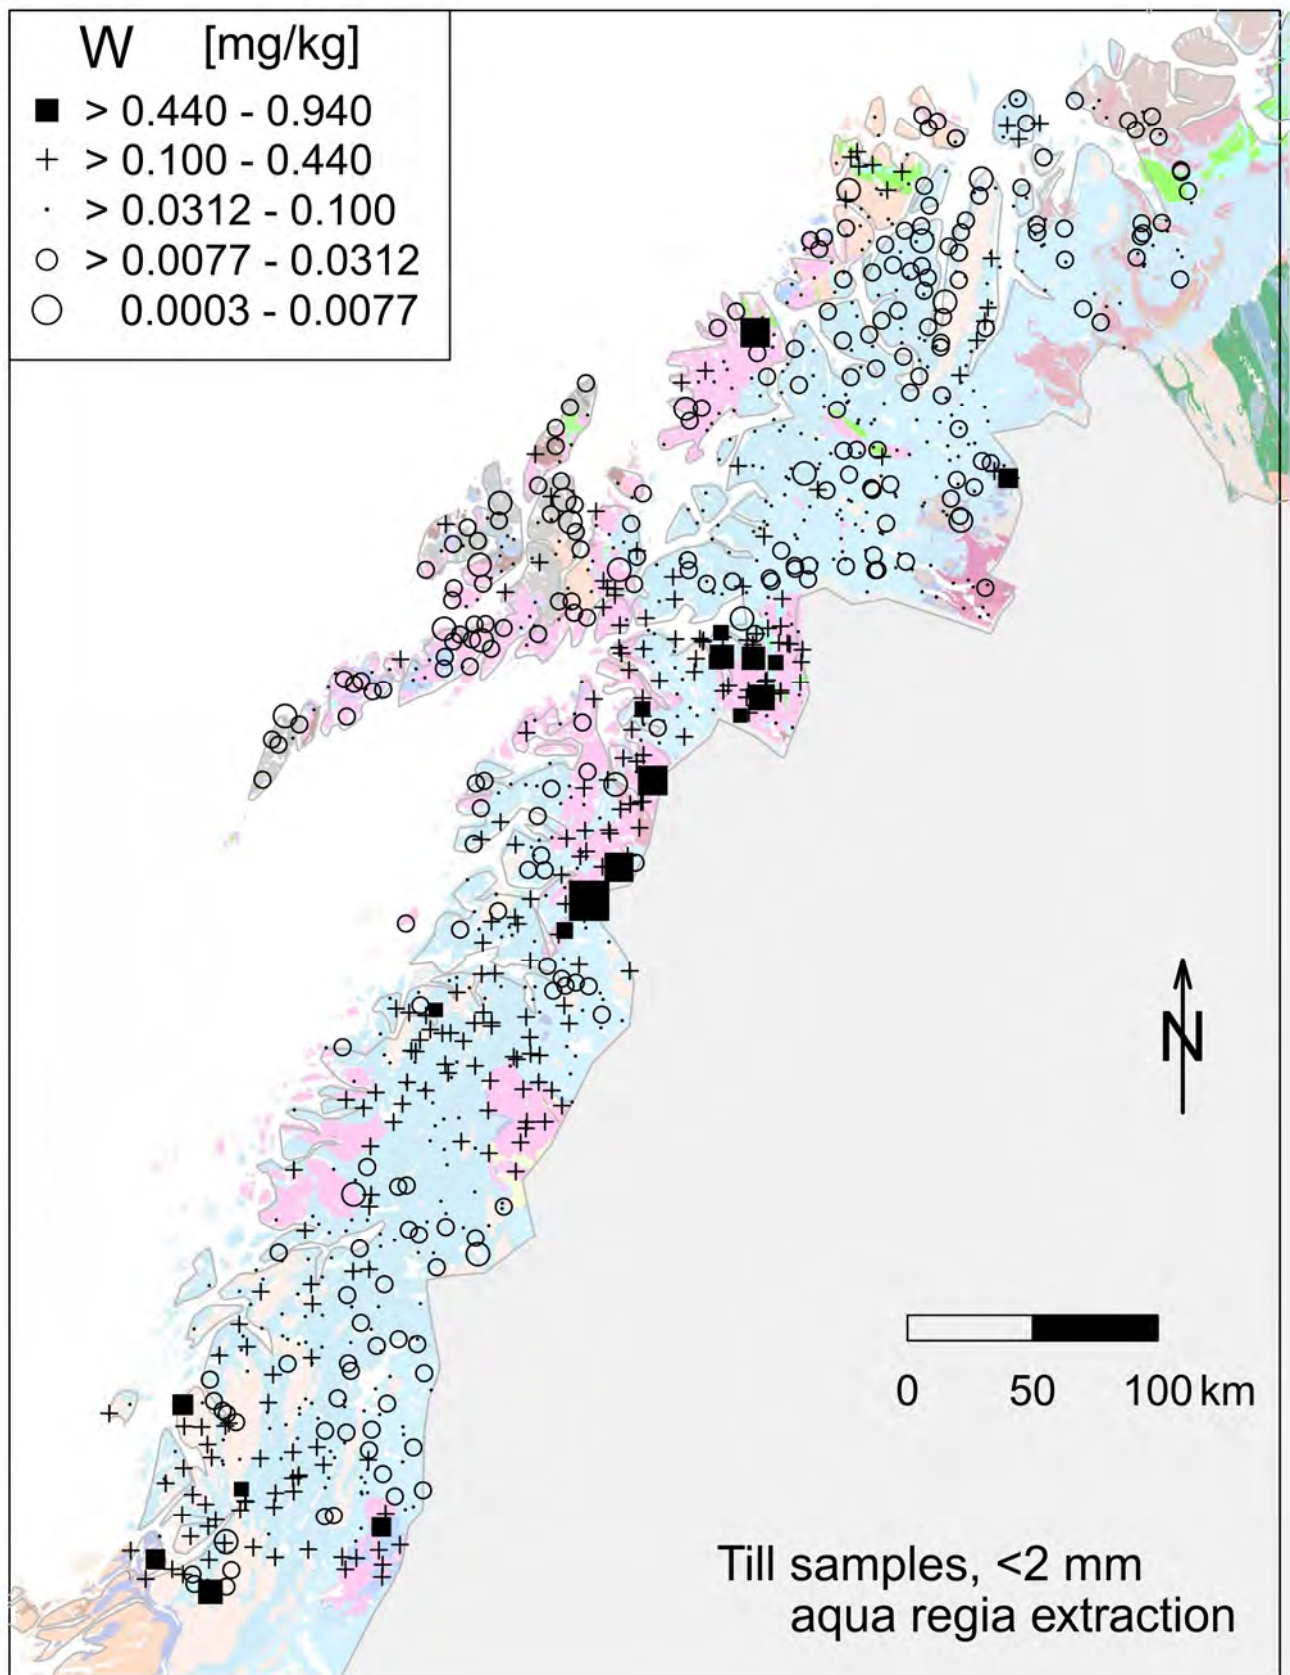 W [mg/kg]
> 0.440 - 0.940
> 0.100 - 0.440
> 0.0312 - 0.100
> 0.0077 - 0.0312
0.0003 - 0.0077
N
0 50 100 km
Till samples, <2 mm
aqua regia extraction